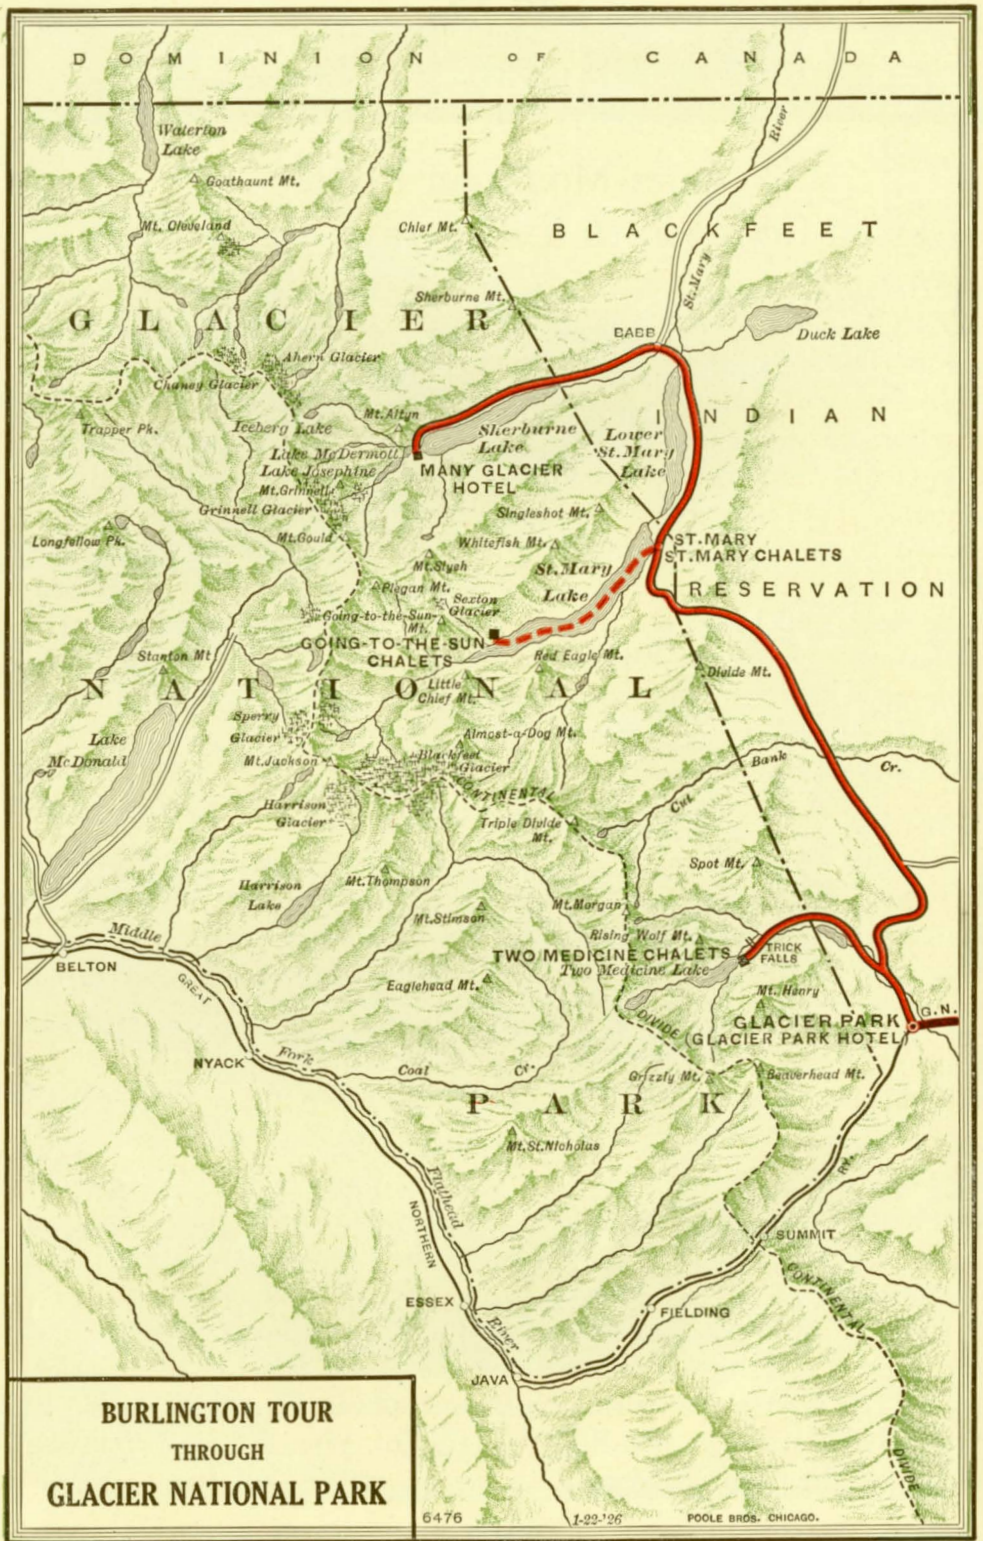 DOMINION OF CANADA
Waterton
Lake
Goathaunt Mt.
Mt. Cleveland
Chief Mt.
River
BLACKFEET
St. Mary
Sherburne Mt.
GLACIER
BABB
Duck Lake
Ahern Glacier
Chaney Glacier
Trapper Pk.
Iceberg Lake
Mt. Altyn
Sherburne
Lake
Lower
St. Mary
Lake
INDIAN
Lake McDermott
Lake Josephine
MANY GLACIER
HOTEL
Mt. Grinnell
Grinnell Glacier
Singleshot Mt.
Mt. Gould
Longfellow Pk.
Whitefish Mt.
ST. MARY
ST. MARY CHALETS
Mt. Siyeh
St. Mary
Lake
RESERVATION
Piegan Mt.
Sexton
Glacier
Going-to-the-Sun-
Mt.
GOING-TO-THE-SUN
CHALETS
Stanton Mt
Red Eagle Mt.
Divide Mt.
NATIONAL
Little
Chief Mt.
Sperry
Glacier
Lake
McDonald
Almost-a-Dog Mt.
Mt. Jackson
Blackfeet
Glacier
Bank
Cr.
CONTINENTAL
Cut
Harrison
Glacier
Triple Divide
Mt.
Spot Mt.
Mt. Thompson
Harrison
Lake
Mt. Morgan
Mt. Stimson
Rising Wolf Mt.
TWO MEDICINE CHALETS
TRICK
FALLS
Two Medicine Lake
Middle
BELTON
GREAT
Eaglehead Mt.
Mt. Henry
DIVIDE
GLACIER PARK
(GLACIER PARK HOTEL)
G.N.
NYACK
Fork
Coal
Cr.
Grizzly Mt.
Beaverhead Mt.
PARK
Mt. St. Nicholas
RY.
Flathead
NORTHERN
SUMMIT
CONTINENTAL
ESSEX
FIELDING
River
JAVA
DIVIDE
BURLINGTON TOUR
THROUGH
GLACIER NATIONAL PARK
6476
1-22-'26
POOLE BROS. CHICAGO.